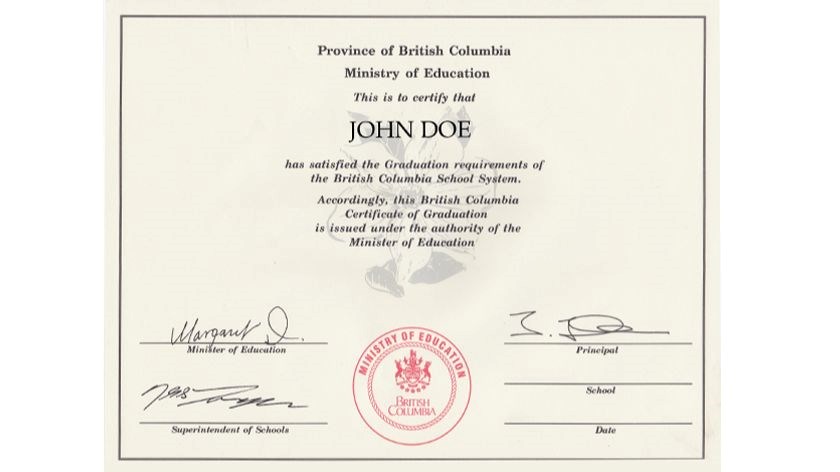 Province of British Columbia
Ministry of Education
This is to certify that
JOHN DOE
has satisfied the Graduation requirements of
the British Columbia School System.
Accordingly, this British Columbia
Certificate of Graduation
is issued under the authority of the
Minister of Education
Margaret
Minister of Education
Principal
MINISTRY OF EDUCATION
BRITISH
COLUMBIA
School
Superintendent of Schools
Date